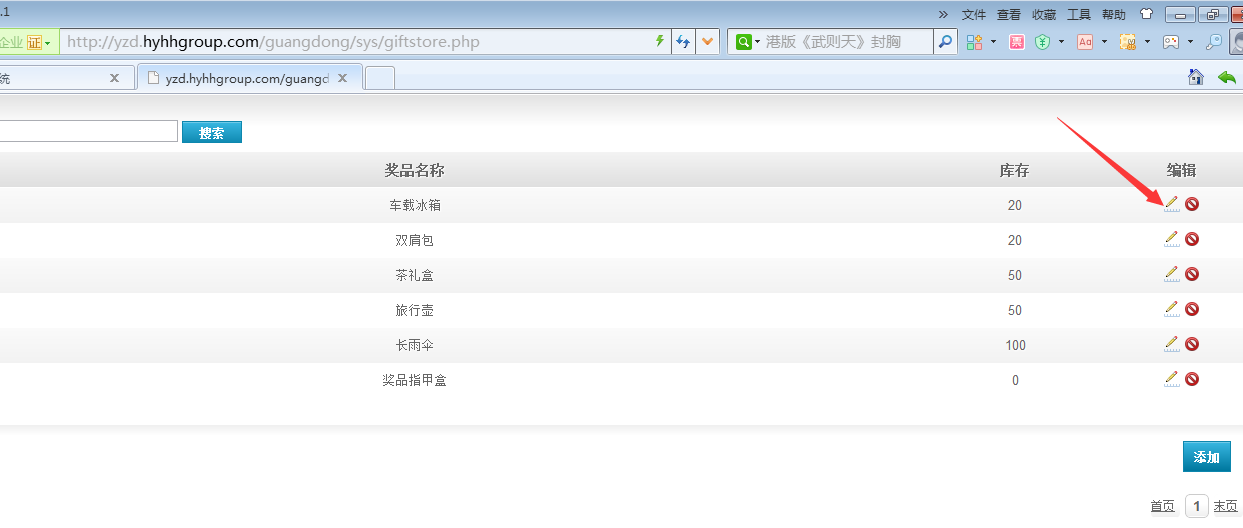 .1
» 文件 查看 收藏 工具 帮助
企业 证 http://yzd.hyhhgroup.com/guangdong/sys/giftstore.php 港版《武则天》封胸 票 Aa
统 yzd.hyhhgroup.com/guangd
搜索
奖品名称 库存 编辑
车载冰箱 20
双肩包 20
茶礼盒 50
旅行壶 50
长雨伞 100
奖品指甲盒 0
添加
首页 1 末页